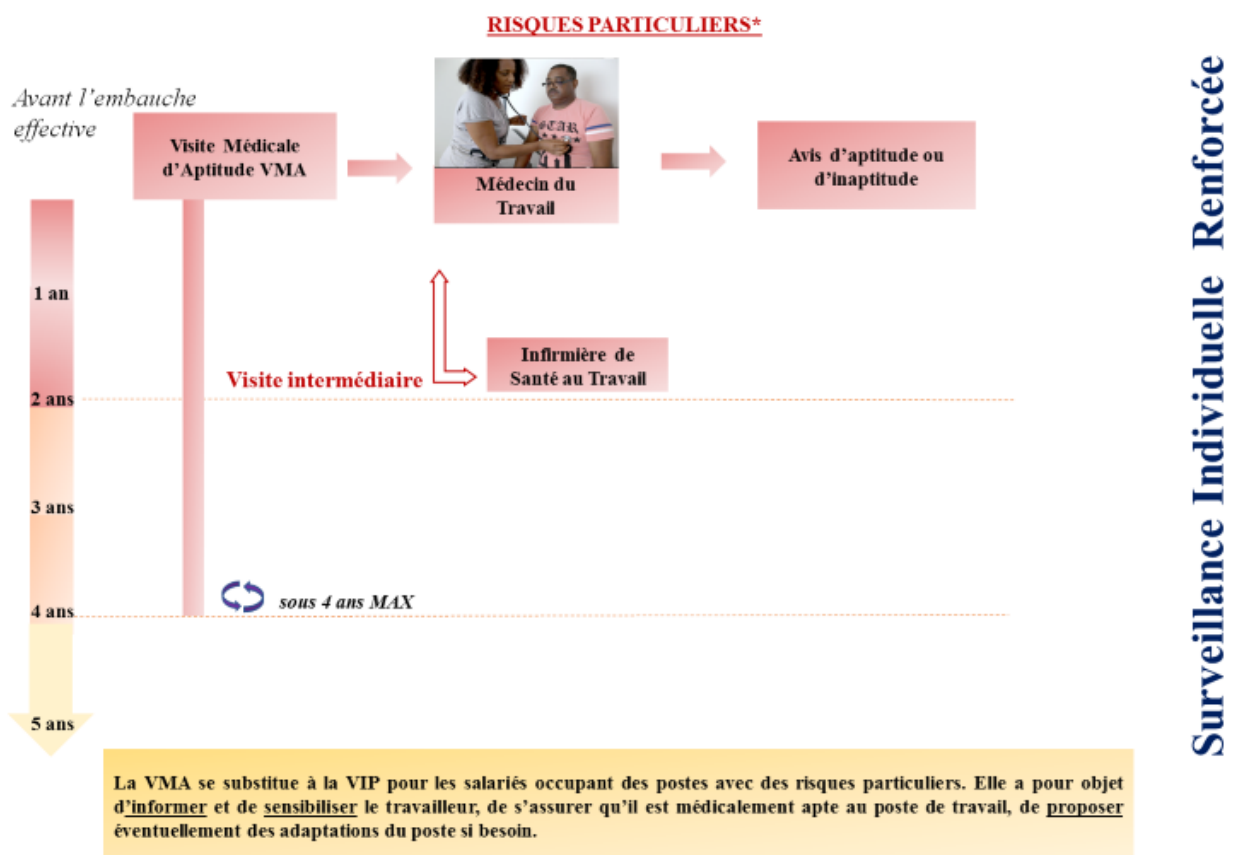 RISQUES PARTICULIERS*
Avant l'embauche
effective
Visite Médicale
d'Aptitude VMA
STAR
Médecin du
Travail
Avis d'aptitude ou
d'inaptitude
1 an
Infirmière de
Santé au Travail
Visite intermédiaire
2 ans
3 ans
sous 4 ans MAX
4 ans
5 ans
La VMA se substitue à la VIP pour les salariés occupant des postes avec des risques particuliers. Elle a pour objet
d'informer et de sensibiliser le travailleur, de s'assurer qu'il est médicalement apte au poste de travail, de proposer
éventuellement des adaptations du poste si besoin.
Surveillance Individuelle Renforcée